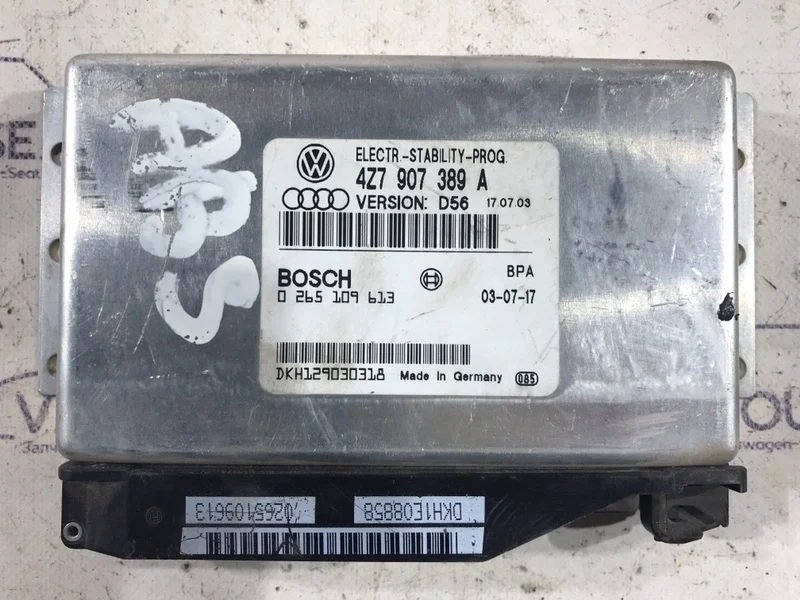 ABS
ELECTR.-STABILITY-PROG.
4Z7 907 389 A
VERSION: D56 17.07.03
BOSCH BPA
0 265 109 613 03-07-17
DKH129030318 Made in Germany 085
0265109613 DKH1E08858